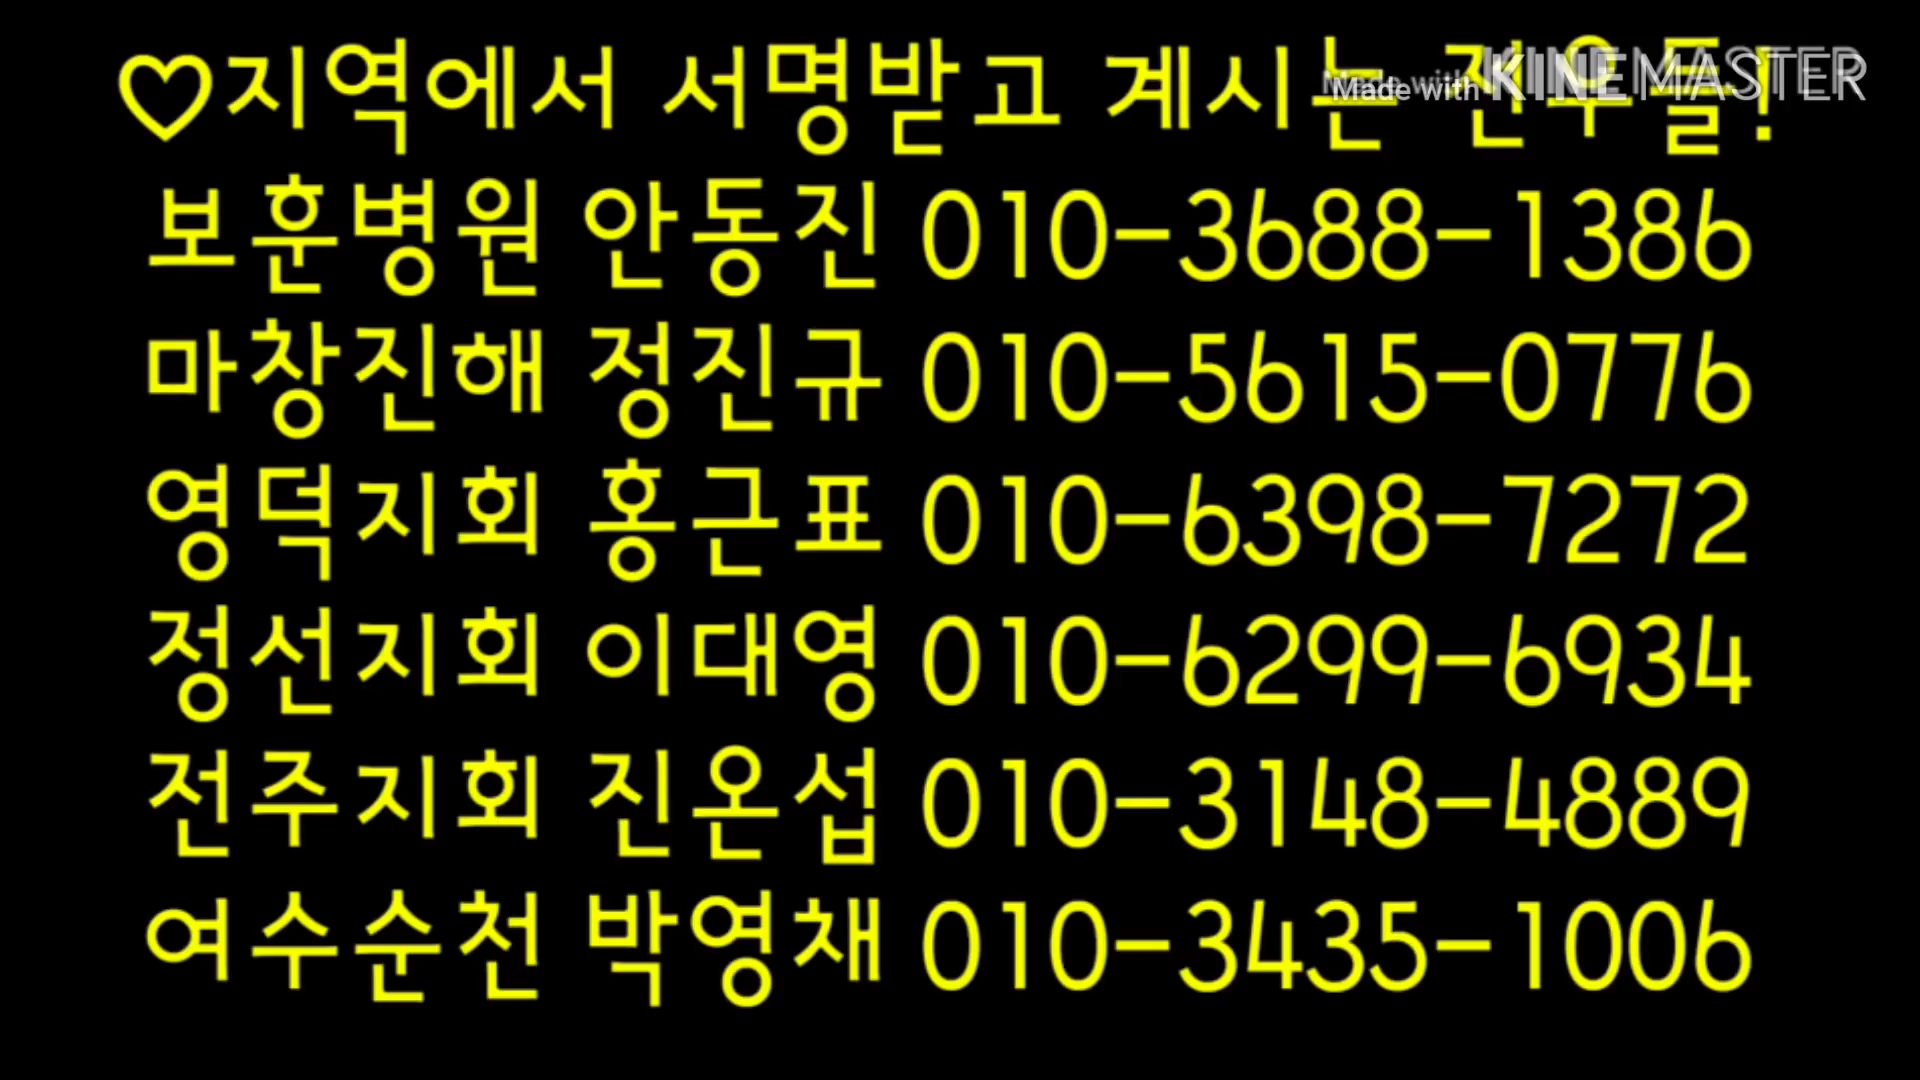 ♡지역에서 서명받고 계시는 전우들!
Made with KINEMASTER
보훈병원 안동진 010-3688-1386
마창진해 정진규 010-5615-0776
영덕지회 홍근표 010-6398-7272
정선지회 이대영 010-6299-6934
전주지회 진온섭 010-3148-4889
여수순천 박영채 010-3435-1006